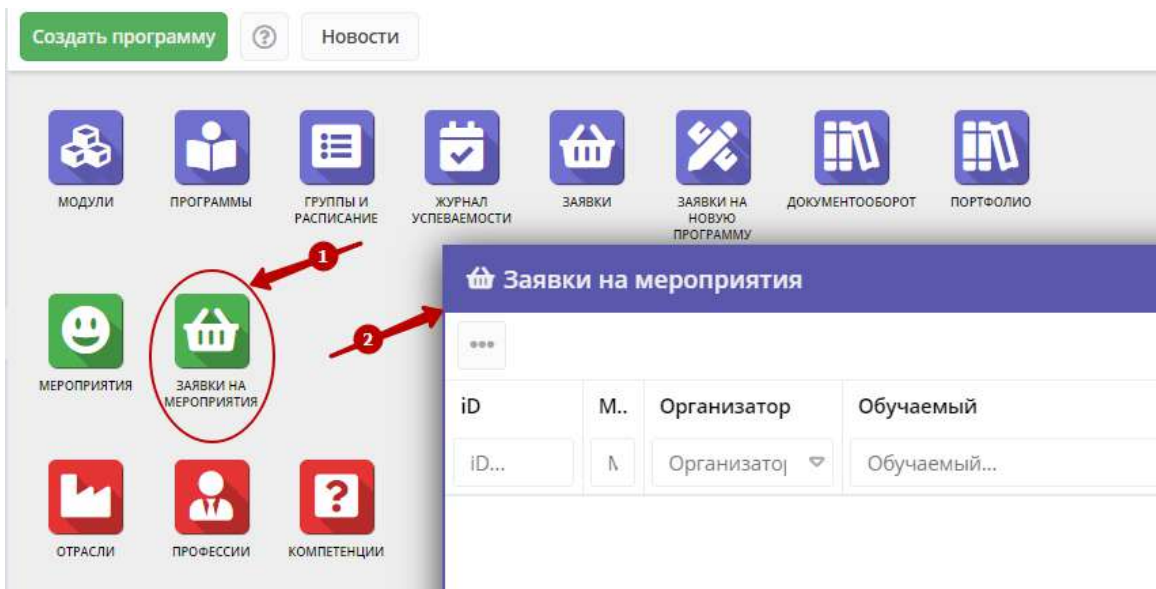 Создать программу ? Новости
МОДУЛИ
ПРОГРАММЫ
ГРУППЫ И
РАСПИСАНИЕ
ЖУРНАЛ
УСПЕВАЕМОСТИ
ЗАЯВКИ
ЗАЯВКИ НА
НОВУЮ
ПРОГРАММУ
ДОКУМЕНТООБОРОТ
ПОРТФОЛИО
1
2
МЕРОПРИЯТИЯ
ЗАЯВКИ НА
МЕРОПРИЯТИЯ
Заявки на мероприятия
iD М.. Организатор Обучаемый
iD... Организатор Обучаемый...
?
ОТРАСЛИ
ПРОФЕССИИ
КОМПЕТЕНЦИИ